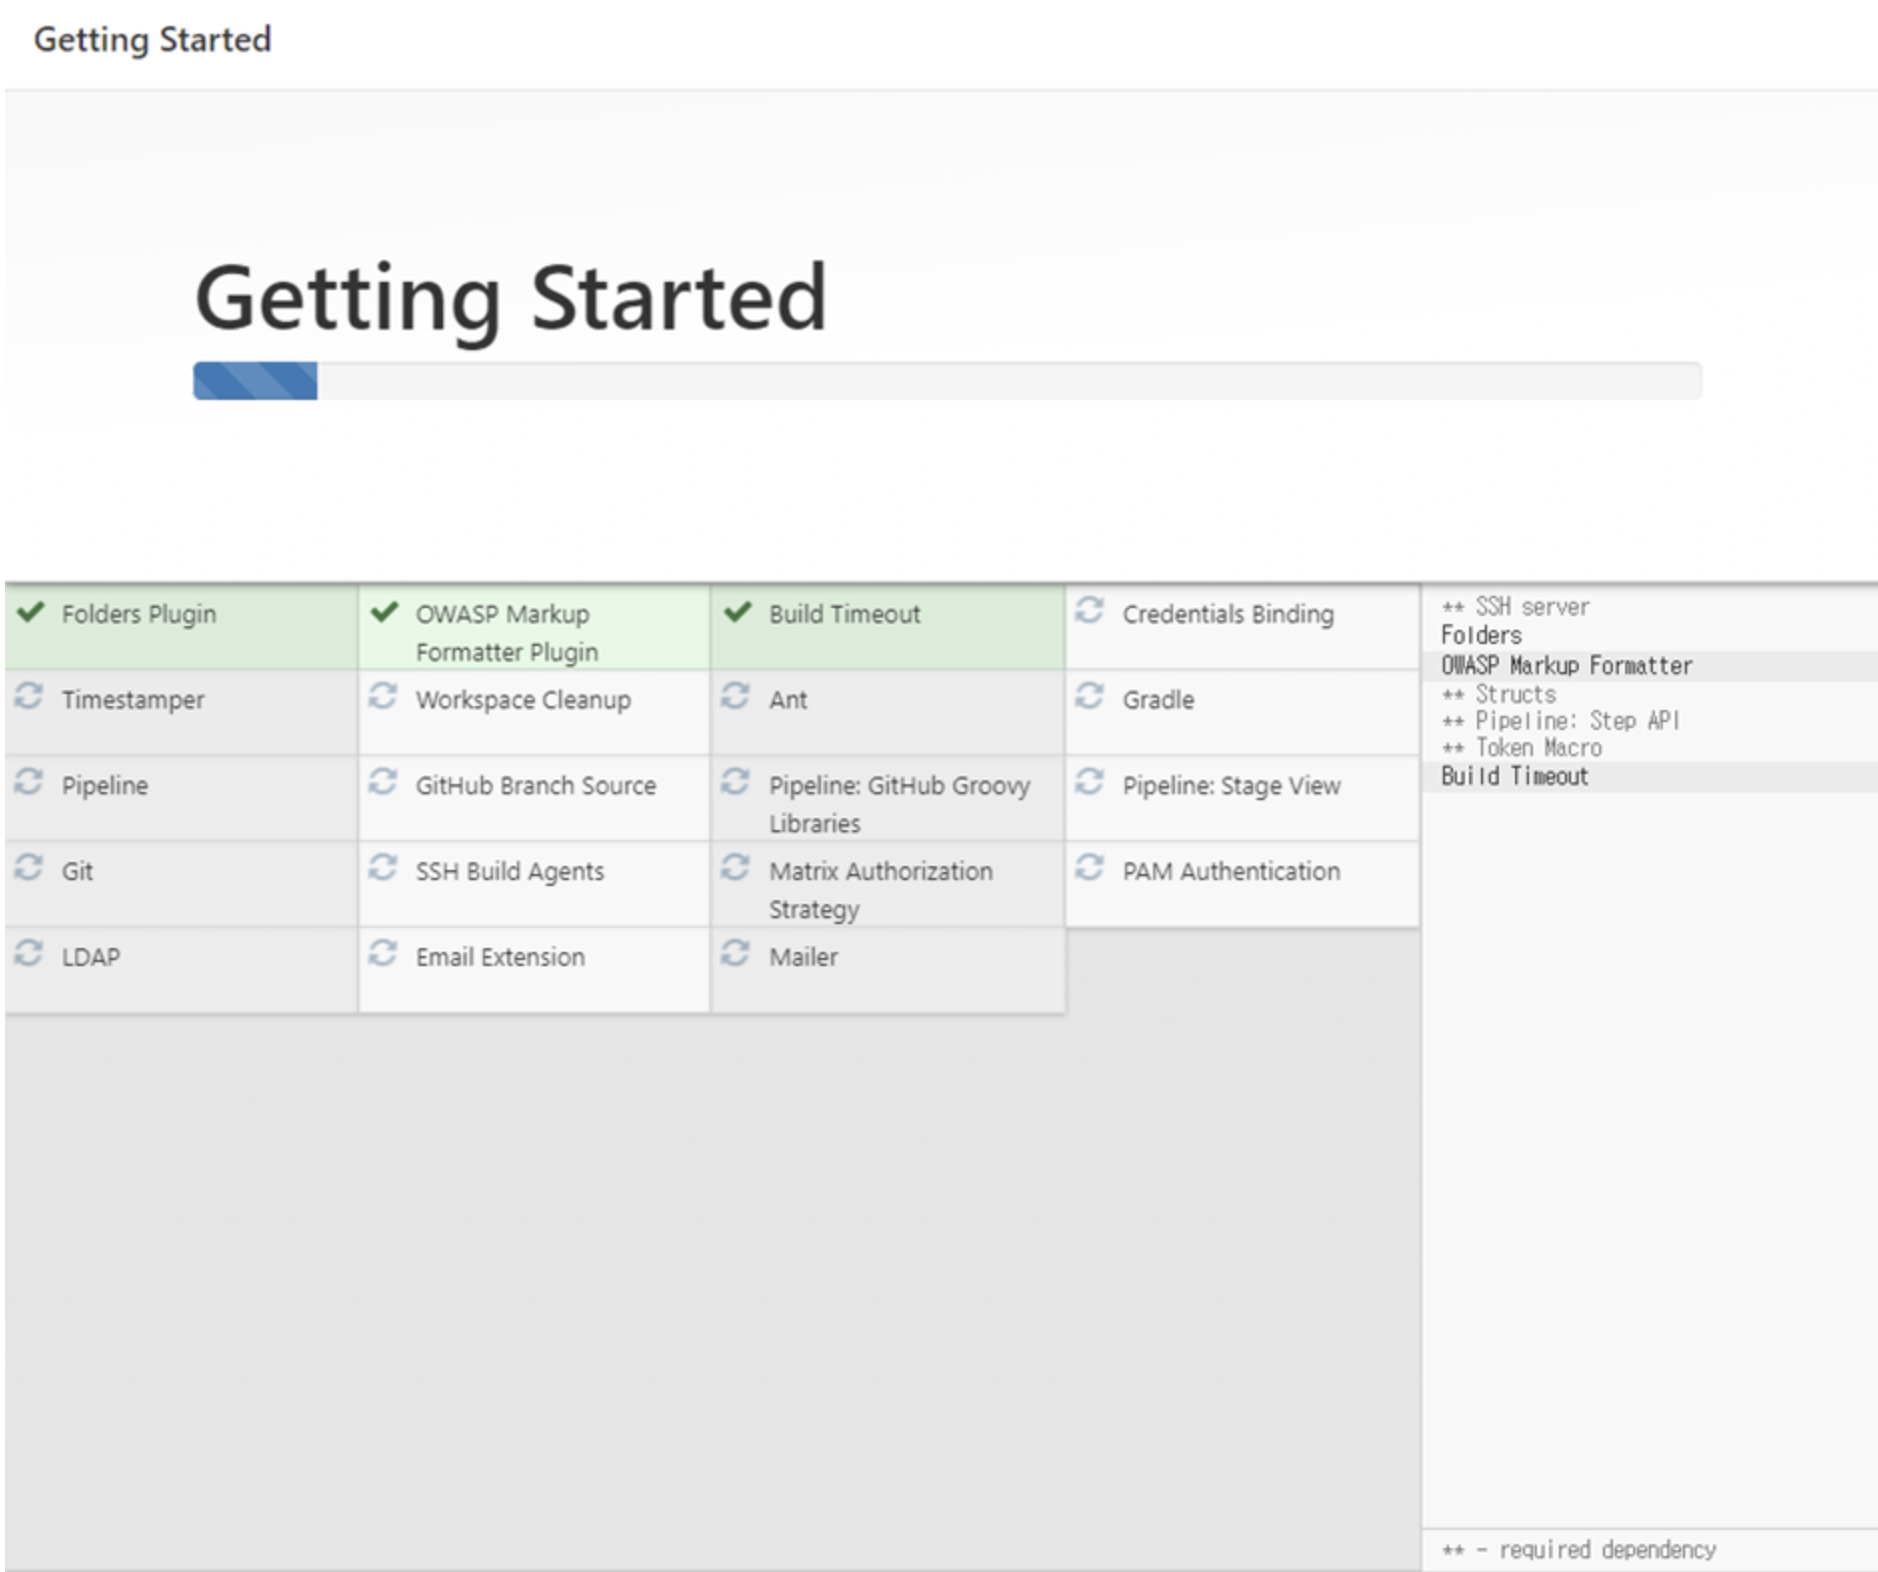 Getting Started
Getting Started
Folders Plugin
OWASP Markup
Formatter Plugin
Build Timeout
Credentials Binding
Timestamper
Workspace Cleanup
Ant
Gradle
Pipeline
GitHub Branch Source
Pipeline: GitHub Groovy
Libraries
Pipeline: Stage View
Git
SSH Build Agents
Matrix Authorization
Strategy
PAM Authentication
LDAP
Email Extension
Mailer
** SSH server
Folders
OWASP Markup Formatter
** Structs
** Pipeline: Step API
** Token Macro
Build Timeout
** - required dependency